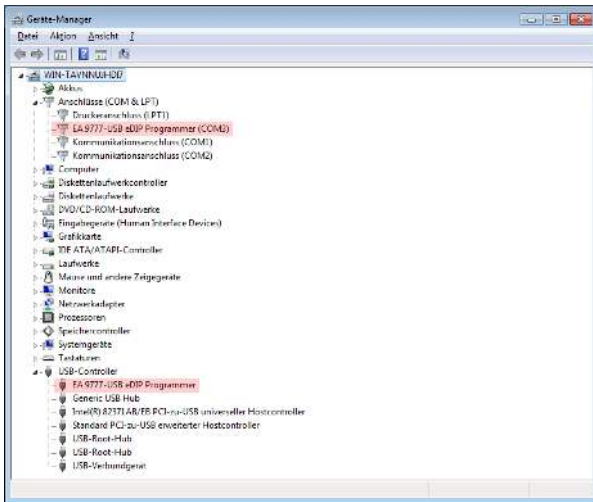 Geräte-Manager
Datei Aktion Ansicht ?
WIN-TAVNNUJHDI7
Akkus
Anschlüsse (COM & LPT)
Druckeranschluss (LPT1)
EA 9777-USB eDIP Programmer (COM3)
Kommunikationsanschluss (COM1)
Kommunikationsanschluss (COM2)
Computer
Diskettenlaufwerkcontroller
Diskettenlaufwerke
DVD/CD-ROM-Laufwerke
Eingabegeräte (Human Interface Devices)
Grafikkarte
IDE ATA/ATAPI-Controller
Laufwerke
Mäuse und andere Zeigegeräte
Monitore
Netzwerkadapter
Prozessoren
Speichercontroller
Systemgeräte
Tastaturen
USB-Controller
EA 9777-USB eDIP Programmer
Generic USB Hub
Intel(R) 82371AB/EB PCI-zu-USB universeller Hostcontroller
Standard PCI-zu-USB erweiterter Hostcontroller
USB-Root-Hub
USB-Root-Hub
USB-Verbundgerät